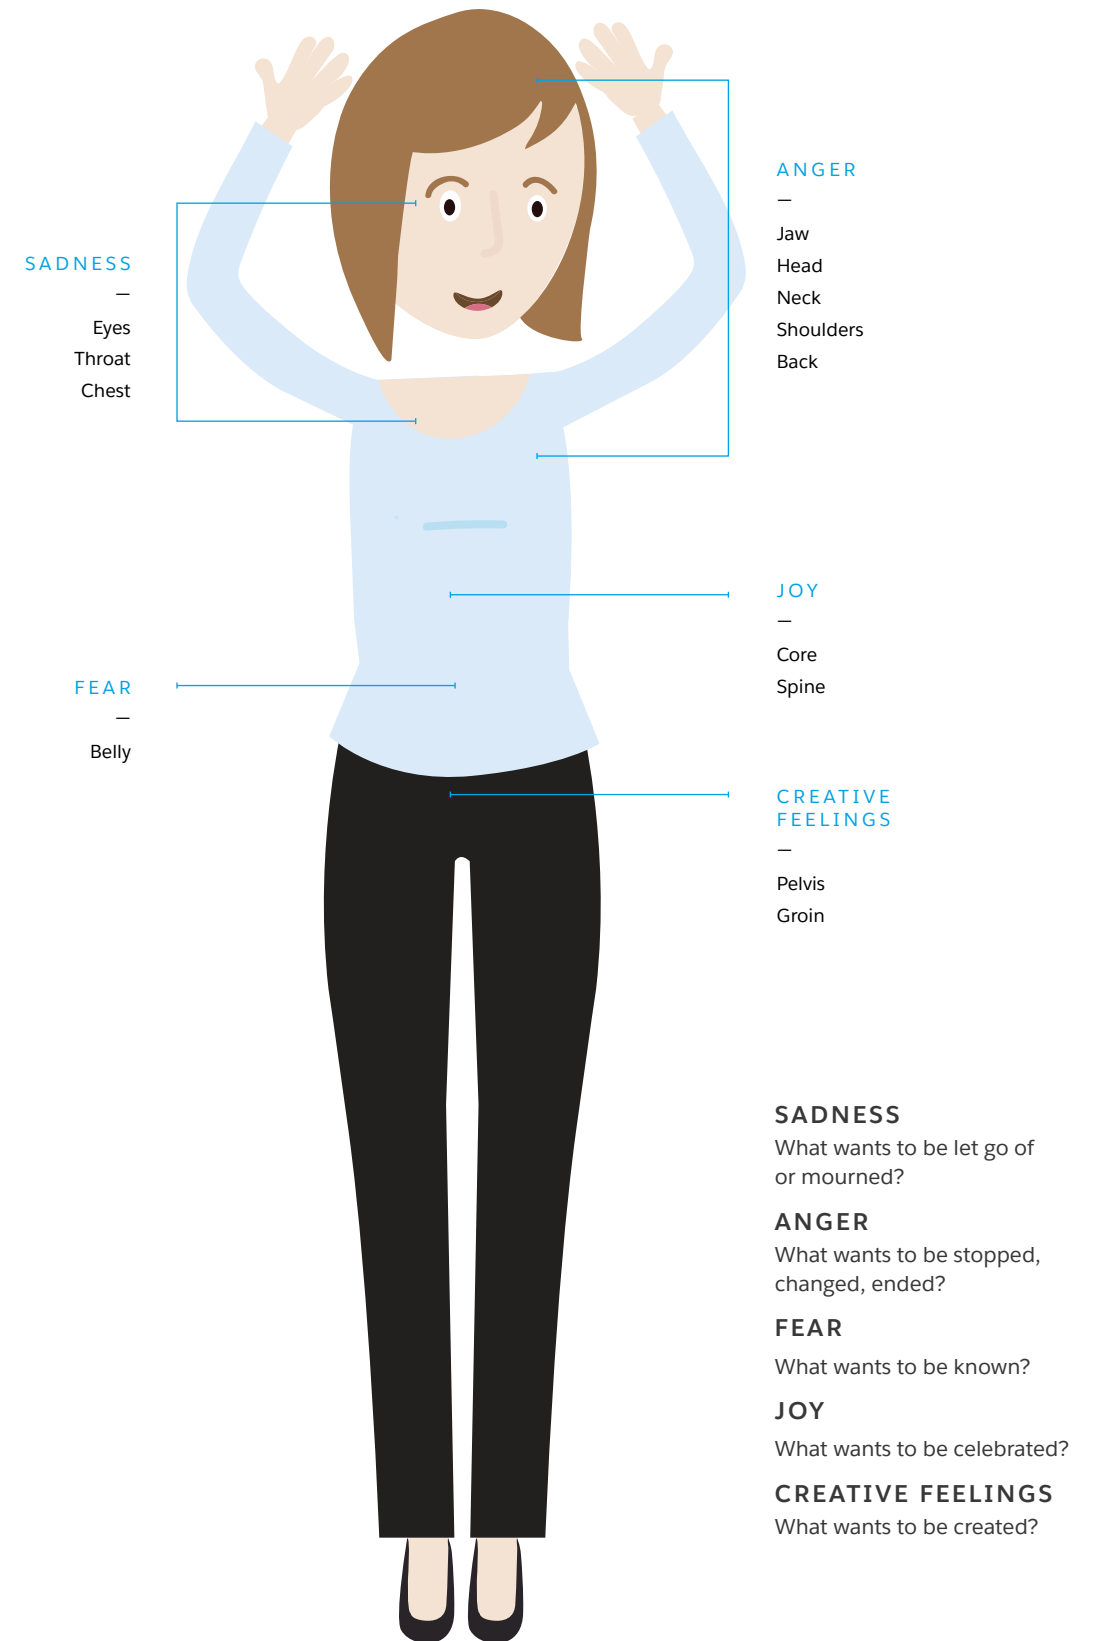 SADNESS
—
Eyes
Throat
Chest
FEAR
—
Belly
ANGER
—
Jaw
Head
Neck
Shoulders
Back
JOY
—
Core
Spine
CREATIVE
FEELINGS
—
Pelvis
Groin
SADNESS
What wants to be let go of
or mourned?
ANGER
What wants to be stopped,
changed, ended?
FEAR
What wants to be known?
JOY
What wants to be celebrated?
CREATIVE FEELINGS
What wants to be created?